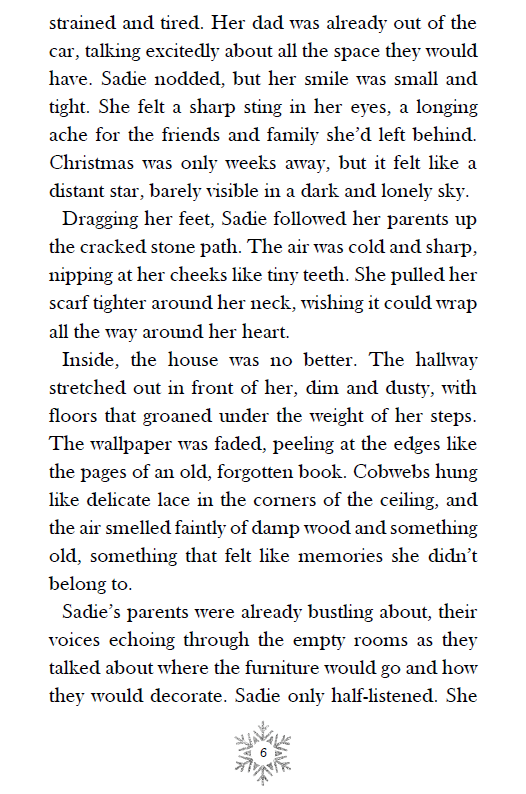 strained and tired. Her dad was already out of the
car, talking excitedly about all the space they would
have. Sadie nodded, but her smile was small and
tight. She felt a sharp sting in her eyes, a longing
ache for the friends and family she’d left behind.
Christmas was only weeks away, but it felt like a
distant star, barely visible in a dark and lonely sky.
Dragging her feet, Sadie followed her parents up
the cracked stone path. The air was cold and sharp,
nipping at her cheeks like tiny teeth. She pulled her
scarf tighter around her neck, wishing it could wrap
all the way around her heart.
Inside, the house was no better. The hallway
stretched out in front of her, dim and dusty, with
floors that groaned under the weight of her steps.
The wallpaper was faded, peeling at the edges like
the pages of an old, forgotten book. Cobwebs hung
like delicate lace in the corners of the ceiling, and
the air smelled faintly of damp wood and something
old, something that felt like memories she didn’t
belong to.
Sadie’s parents were already bustling about, their
voices echoing through the empty rooms as they
talked about where the furniture would go and how
they would decorate. Sadie only half-listened. She
6